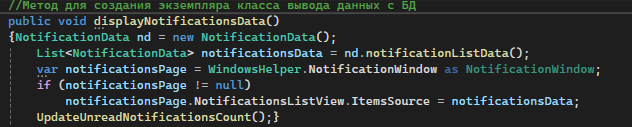 //Метод для создания экземпляра класса вывода данных с БД
public void displayNotificationsData()
{NotificationData nd = new NotificationData();
List<NotificationData> notificationsData = nd.notificationListData();
var notificationsPage = WindowsHelper.NotificationWindow as NotificationWindow;
if (notificationsPage != null)
notificationsPage.NotificationsListView.ItemsSource = notificationsData;
UpdateUnreadNotificationsCount();}